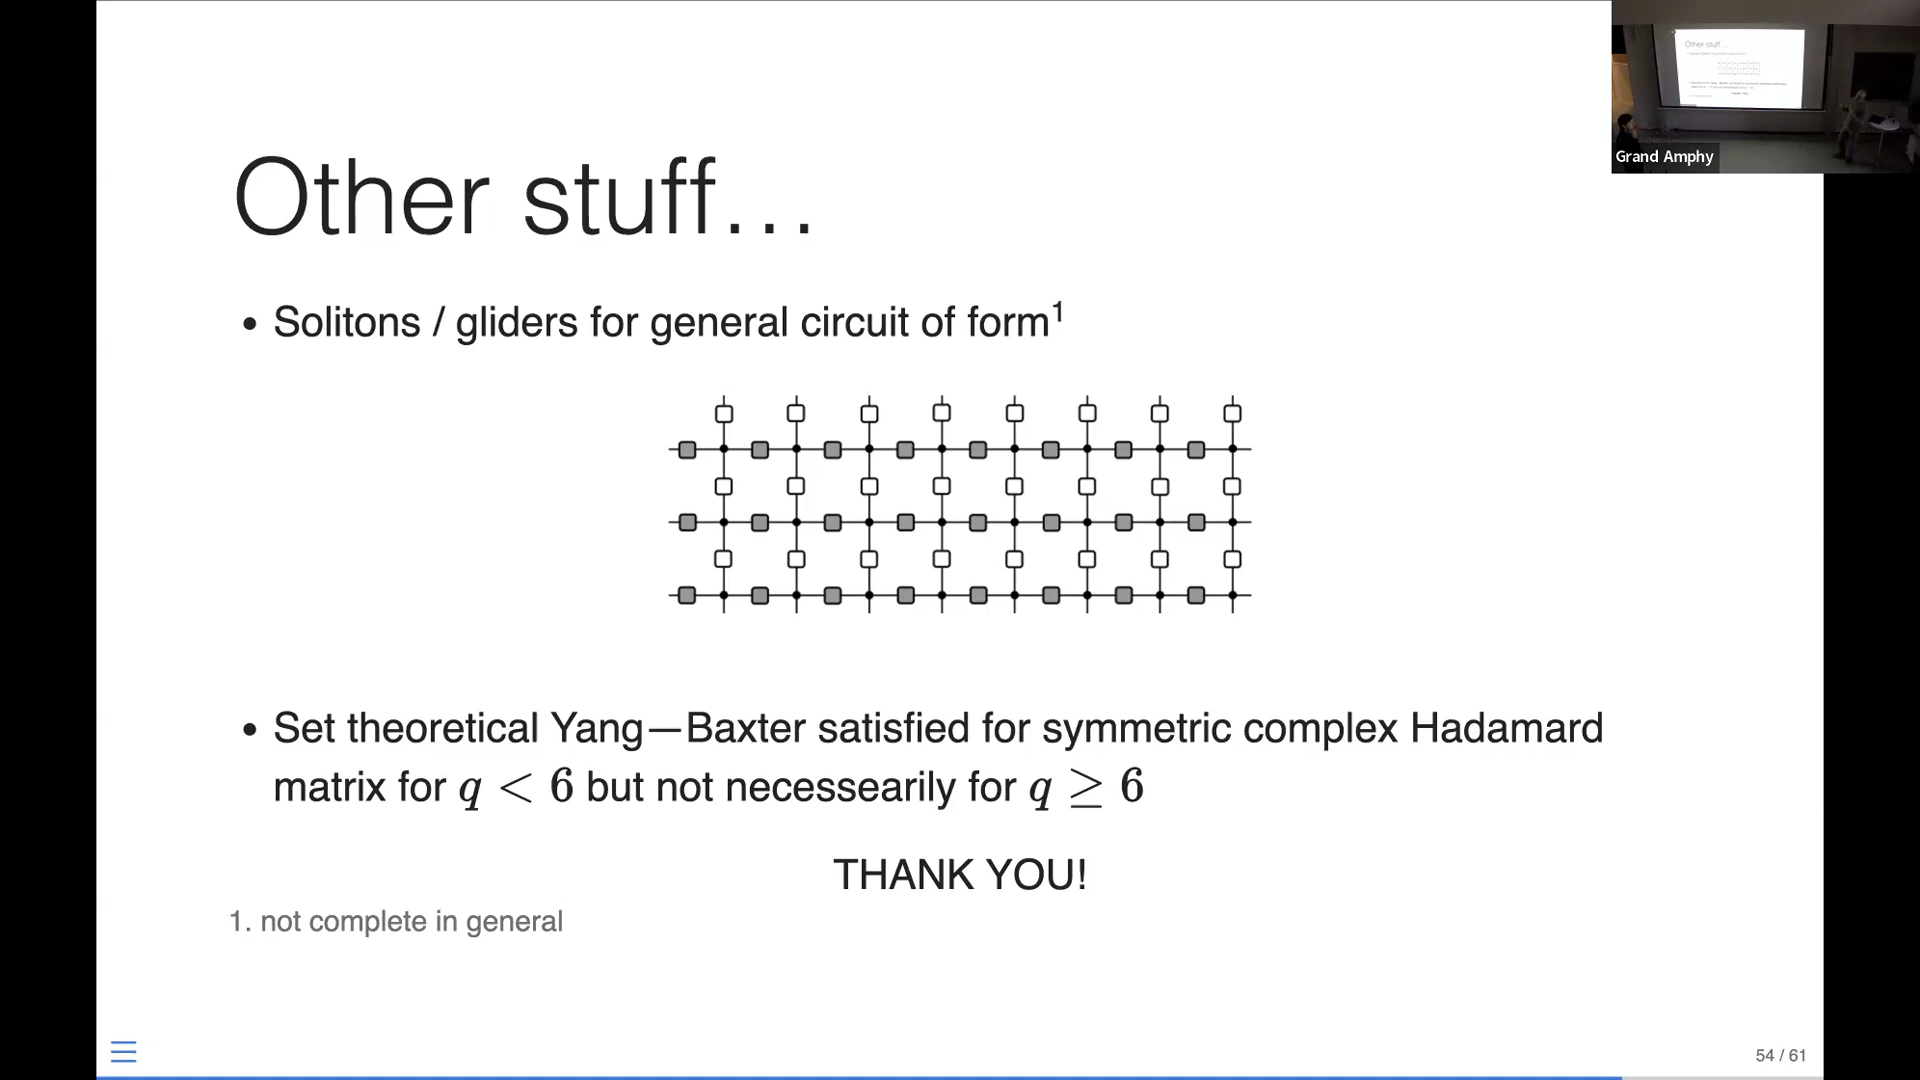 Other stuff...
Grand Amphy
• Solitons / gliders for general circuit of form¹
• Set theoretical Yang—Baxter satisfied for symmetric complex Hadamard
matrix for q < 6 but not necessearily for q ≥ 6
THANK YOU!
1. not complete in general
54 / 61